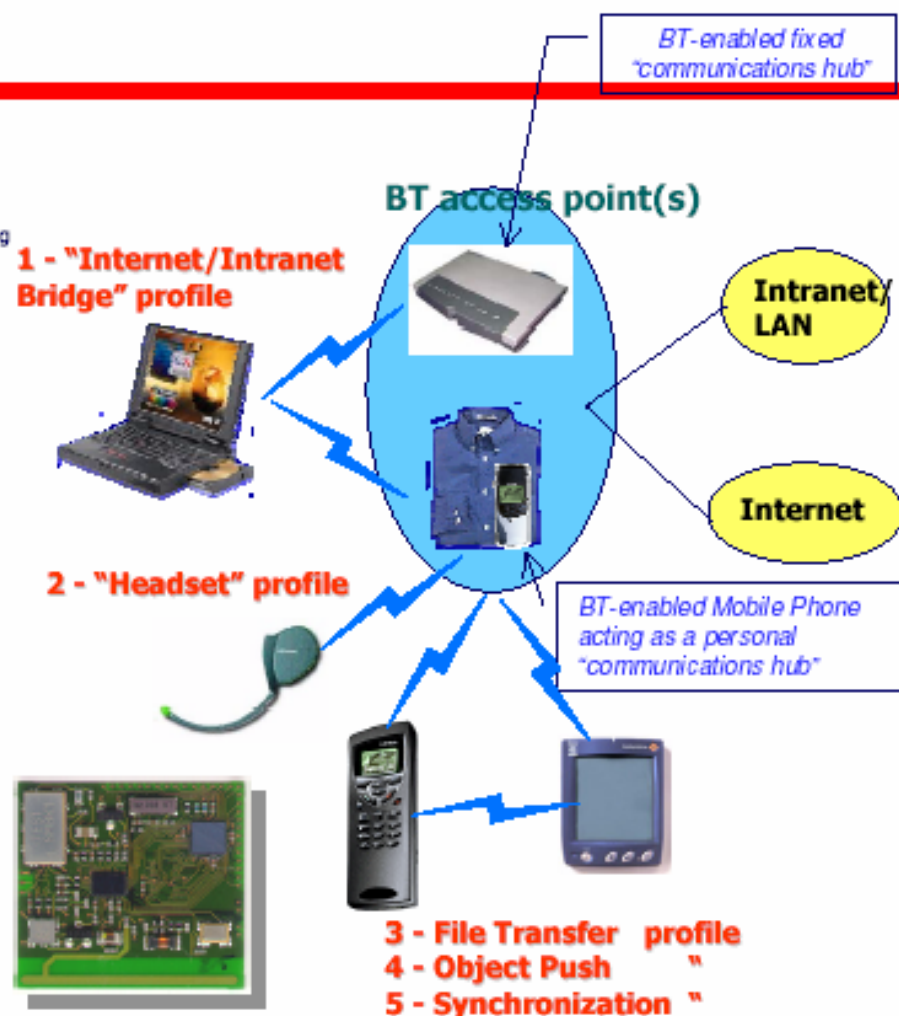 BT-enabled fixed
“communications hub”
BT access point(s)
g
1 - “Internet/Intranet
Bridge” profile
Intranet/
LAN
Internet
2 - “Headset” profile
BT-enabled Mobile Phone
acting as a personal
“communications hub”
3 - File Transfer profile
4 - Object Push “
5 - Synchronization “